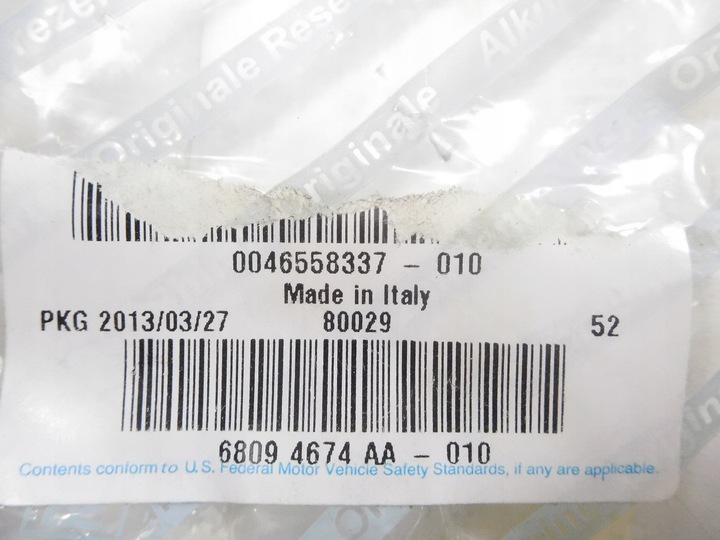 Originale Rese
Originale
Originale
Alk
0046558337 - 010
Made in Italy
PKG 2013/03/27 80029 52
6809 4674 AA - 010
Contents conform to U.S. Federal Motor Vehicle Safety Standards, if any are applicable.